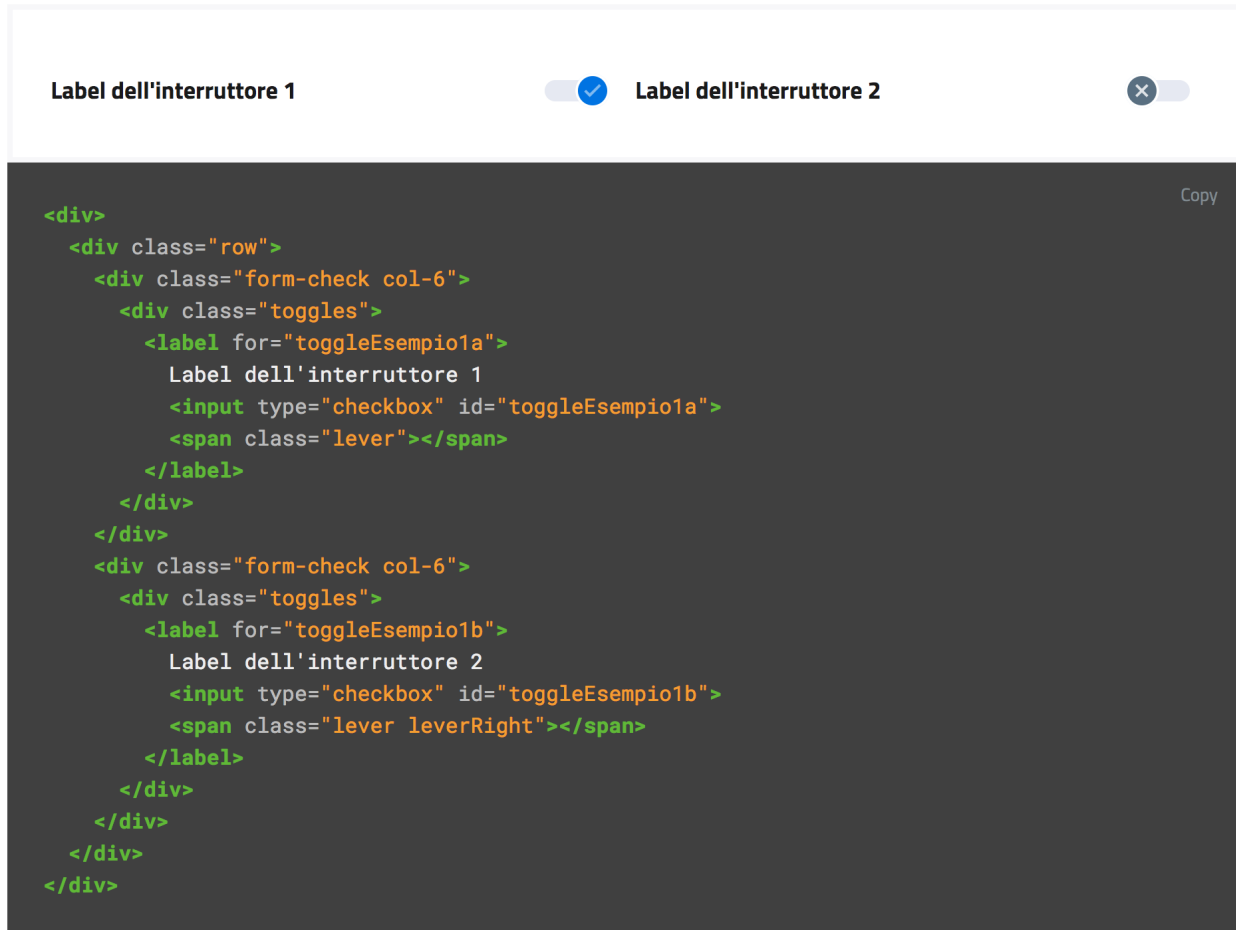 Label dell'interruttore 1 Label dell'interruttore 2
Copy
<div>
  <div class="row">
    <div class="form-check col-6">
      <div class="toggles">
        <label for="toggleEsempio1a">
          Label dell'interruttore 1
          <input type="checkbox" id="toggleEsempio1a">
          <span class="lever"></span>
        </label>
      </div>
    </div>
    <div class="form-check col-6">
      <div class="toggles">
        <label for="toggleEsempio1b">
          Label dell'interruttore 2
          <input type="checkbox" id="toggleEsempio1b">
          <span class="lever leverRight"></span>
        </label>
      </div>
    </div>
  </div>
</div>